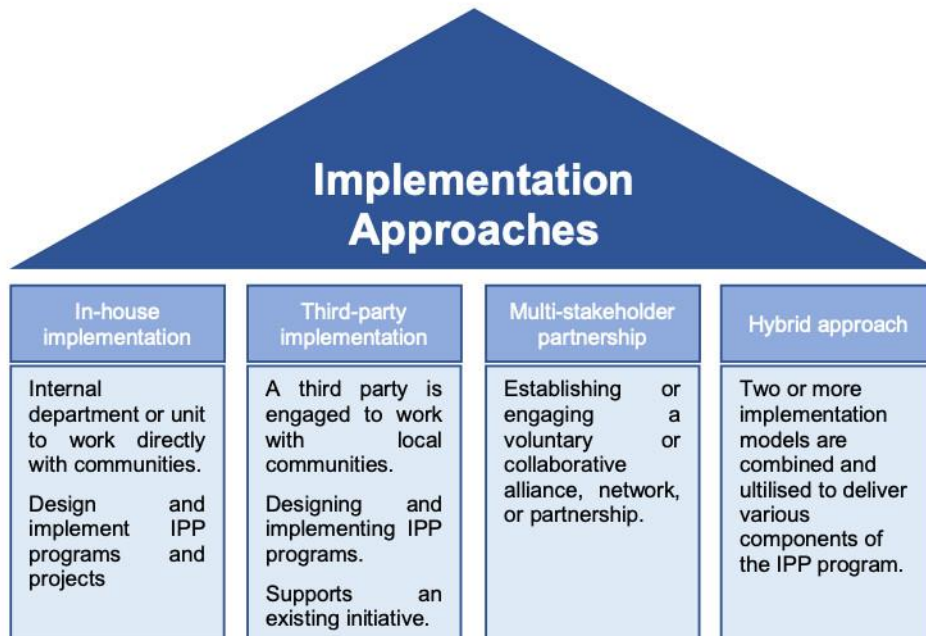 Implementation
Approaches
In-house
implementation
Internal
department or unit
to work directly
with communities.
Design and
implement IPP
programs and
projects
Third-party
implementation
A third party is
engaged to work
with local
communities.
Designing and
implementing IPP
programs.
Supports an
existing initiative.
Multi-stakeholder
partnership
Establishing or
engaging a
voluntary or
collaborative
alliance, network,
or partnership.
Hybrid approach
Two or more
implementation
models are
combined and
ultilised to deliver
various
components of
the IPP program.